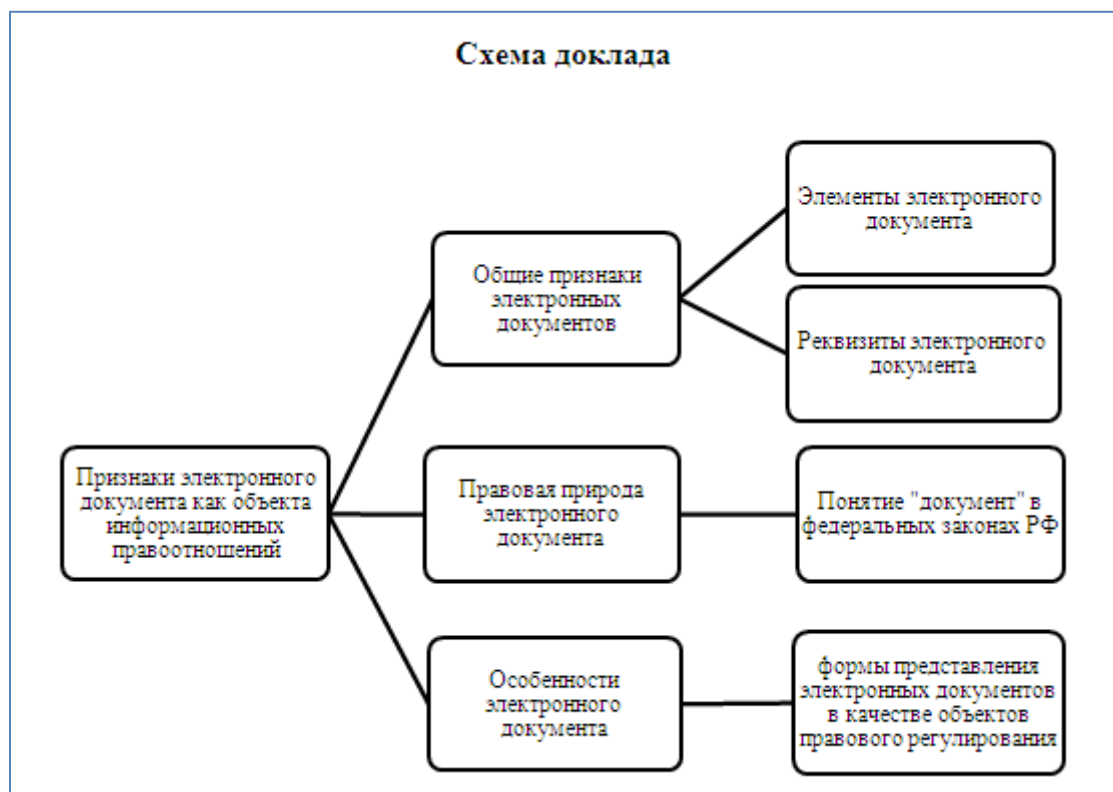 Схема доклада
Элементы электронного
документа
Общие признаки
электронных
документов
Реквизиты электронного
документа
Признаки электронного
документа как объекта
информационных
правоотношений
Правовая природа
электронного
документа
Понятие "документ" в
федеральных законах РФ
Особенности
электронного
документа
формы представления
электронных документов
в качестве объектов
правового регулирования